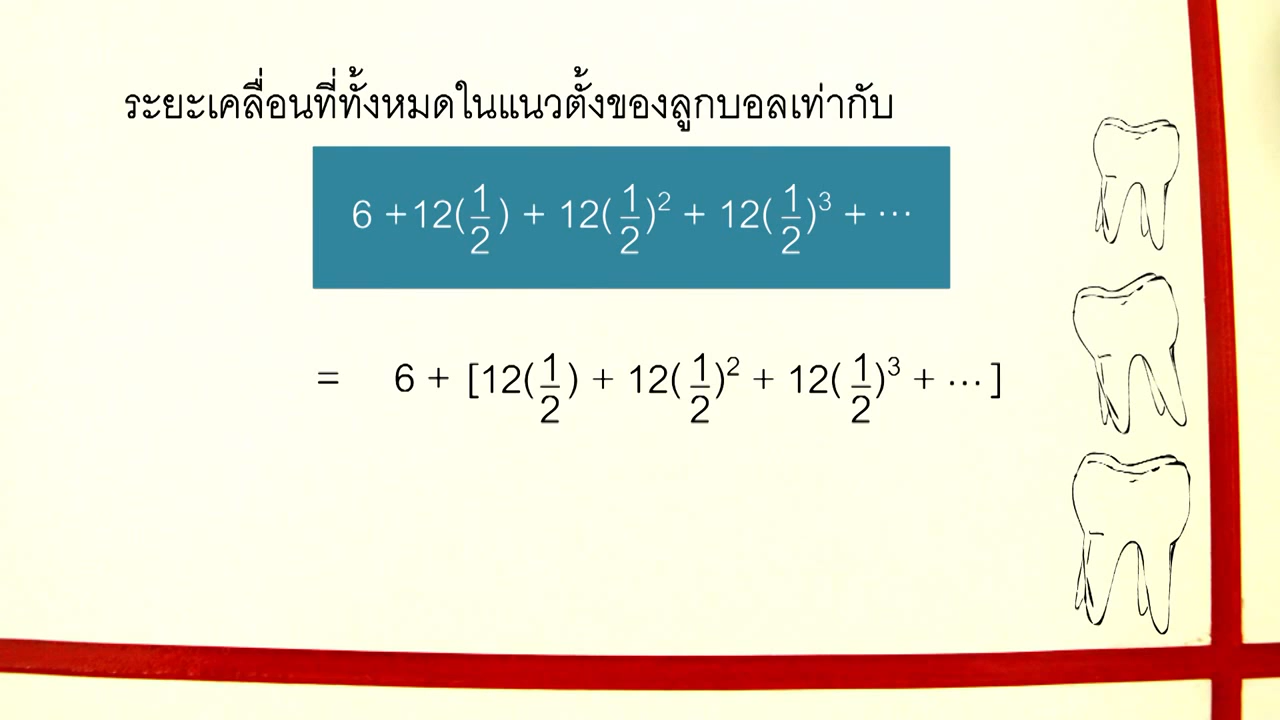 ระยะเคลื่อนที่ทั้งหมดในแนวตั้งของลูกบอลเท่ากับ
6 +12(1/2) + 12(1/2)² + 12(1/2)³ + ⋯
= 6 + [12(1/2) + 12(1/2)² + 12(1/2)³ + ⋯ ]